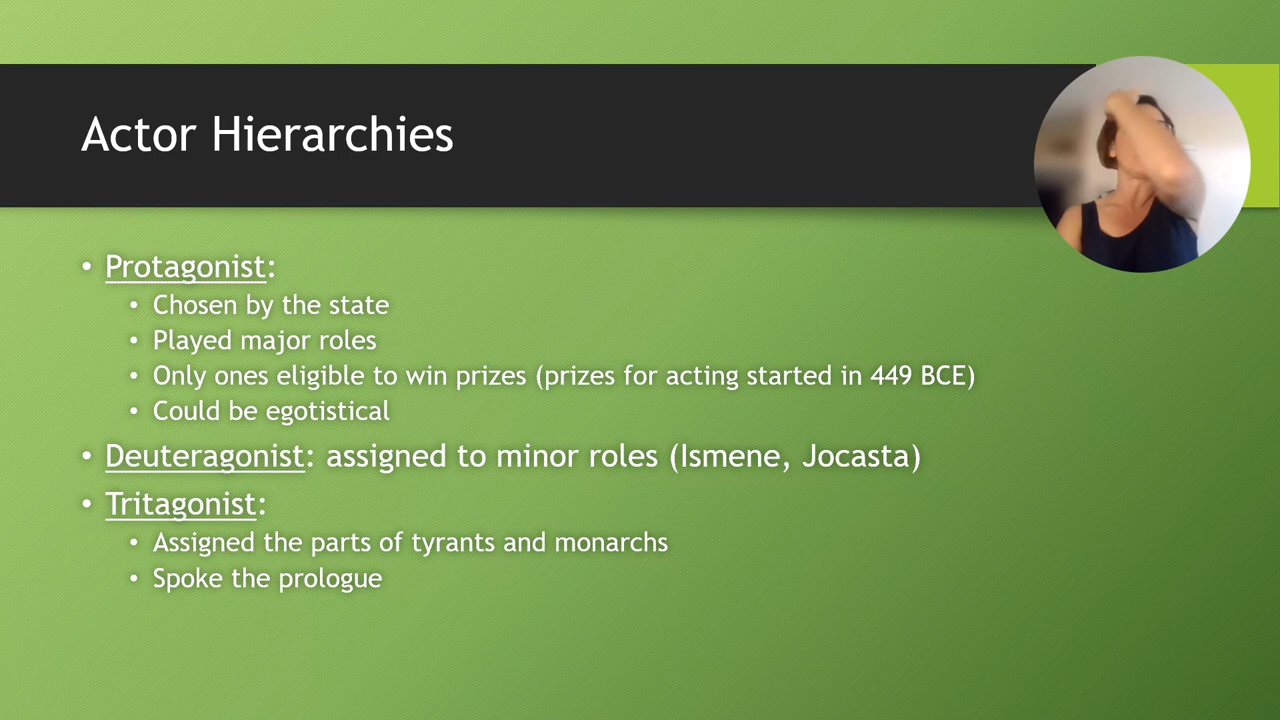 Actor Hierarchies
• Protagonist:
• Chosen by the state
• Played major roles
• Only ones eligible to win prizes (prizes for acting started in 449 BCE)
• Could be egotistical
• Deuteragonist: assigned to minor roles (Ismene, Jocasta)
• Tritagonist:
• Assigned the parts of tyrants and monarchs
• Spoke the prologue